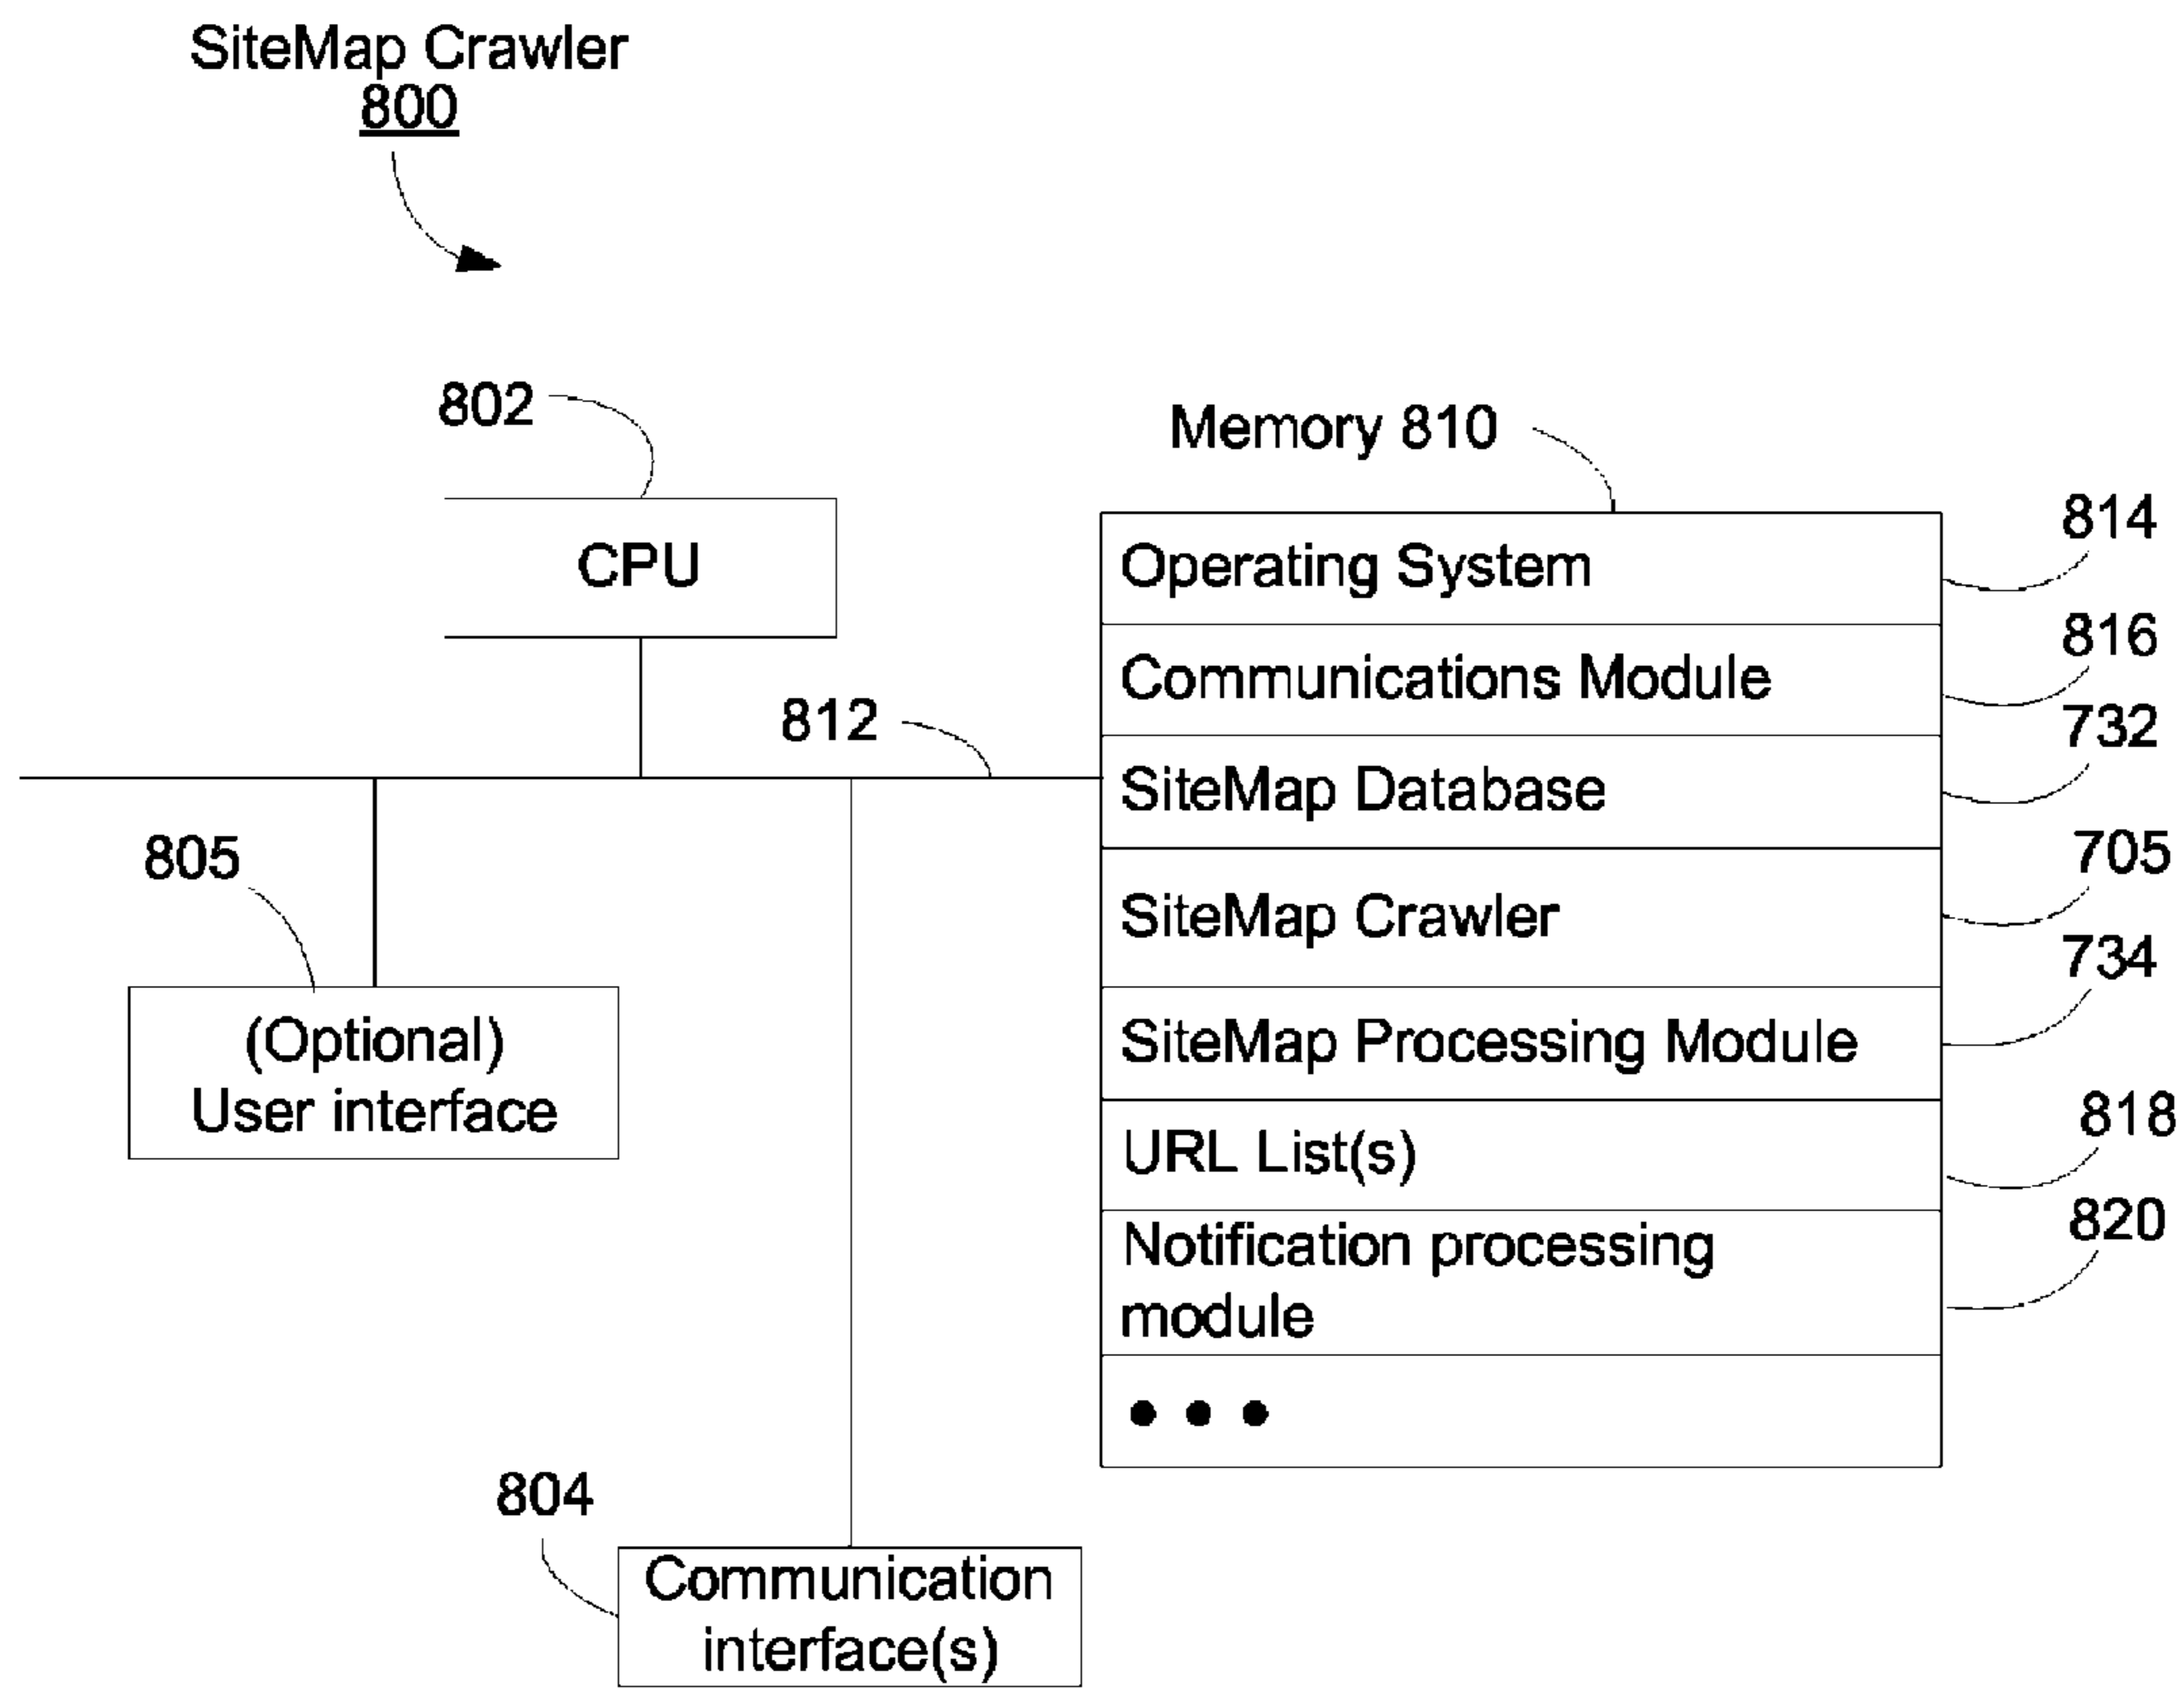 SiteMap Crawler
800
802
CPU
812
805
(Optional)
User interface
804
Communication
interface(s)
Memory 810
Operating System
814
Communications Module
816
SiteMap Database
732
SiteMap Crawler
705
SiteMap Processing Module
734
URL List(s)
818
Notification processing
module
820